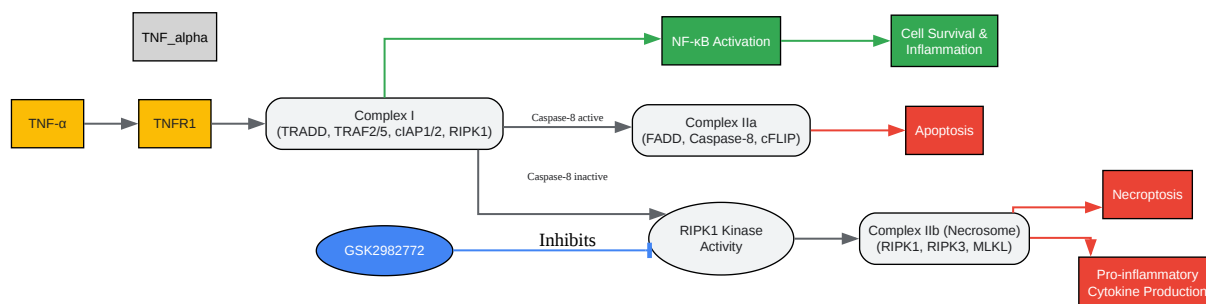 TNF_alpha
NF-κB Activation
Cell Survival &
Inflammation
TNF-α
TNFR1
Complex I
(TRADD, TRAF2/5, cIAP1/2, RIPK1)
Caspase-8 active
Complex IIa
(FADD, Caspase-8, cFLIP)
Apoptosis
Caspase-8 inactive
Necroptosis
GSK2982772
Inhibits
RIPK1 Kinase
Activity
Complex IIb (Necrosome)
(RIPK1, RIPK3, MLKL)
Pro-inflammatory
Cytokine Production